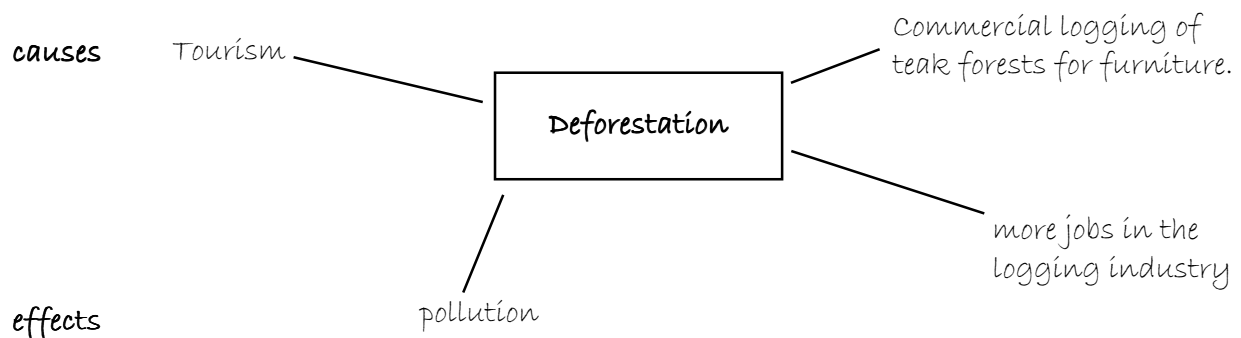 causes
Tourism
Commercial logging of
teak forests for furniture.
Deforestation
more jobs in the
logging industry
effects
pollution